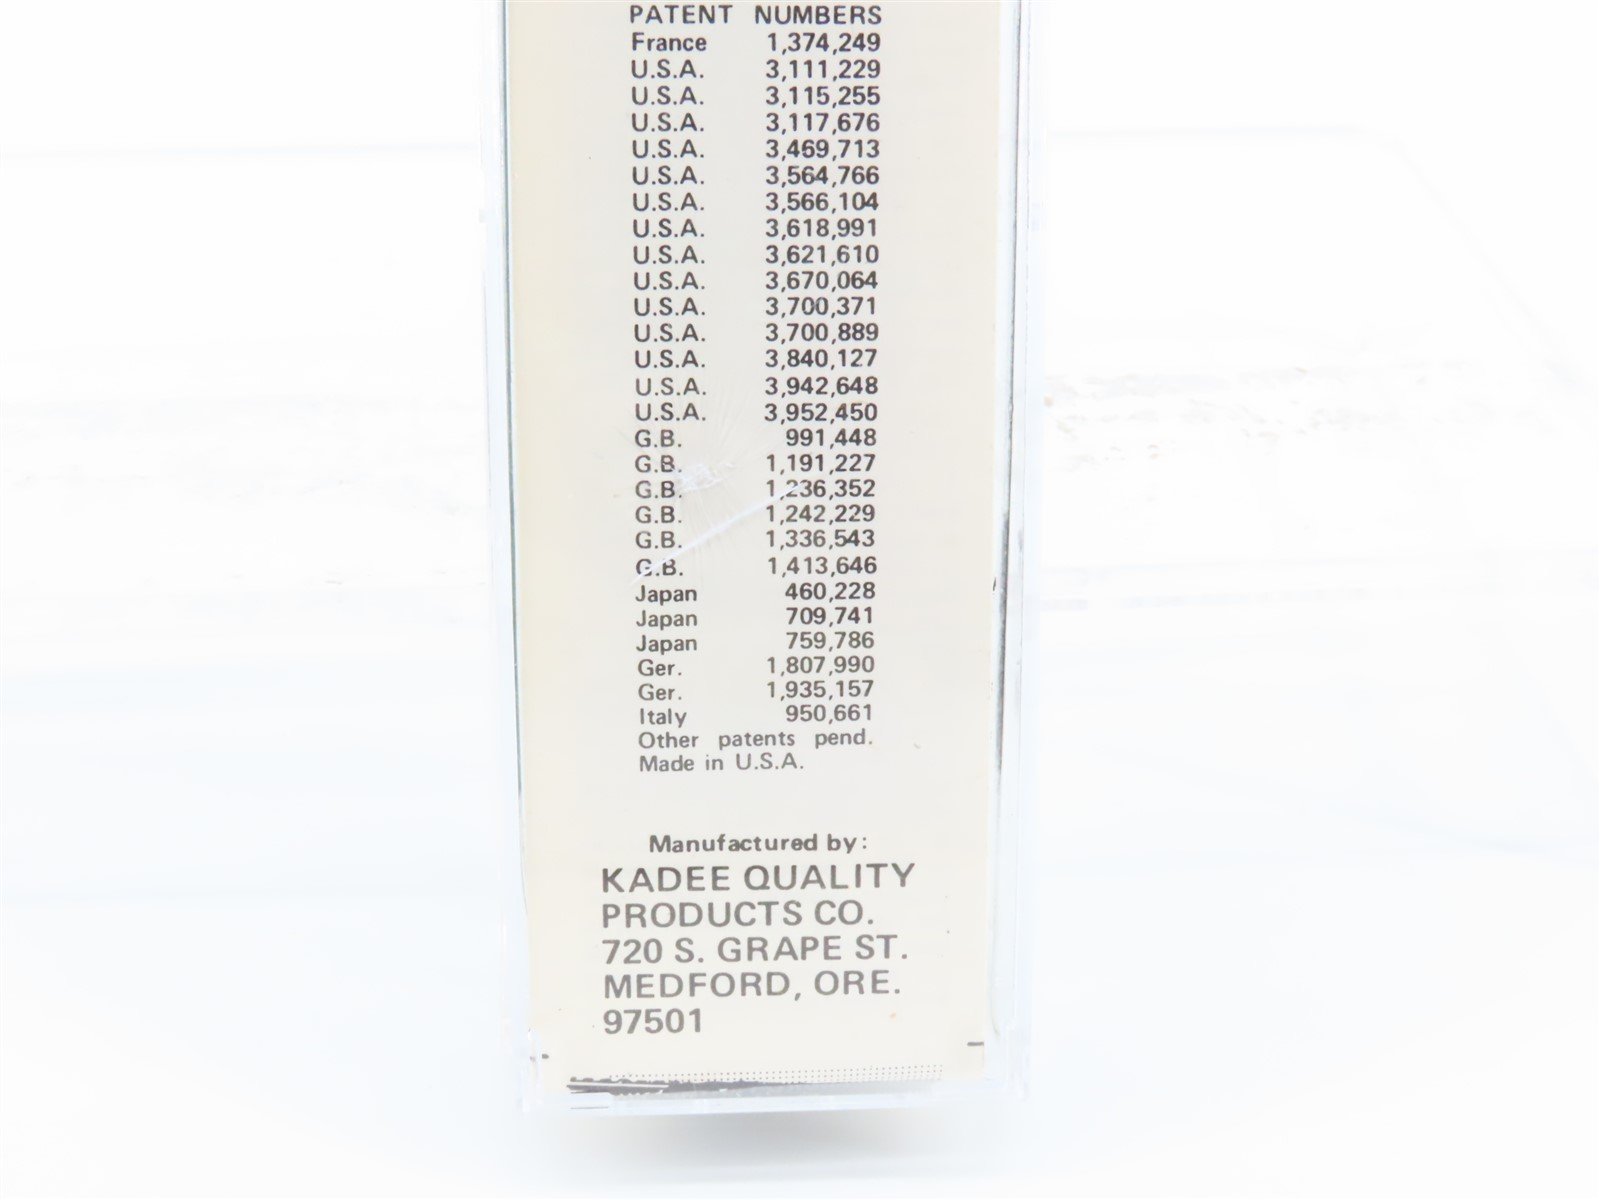 PATENT NUMBERS
France 1,374,249
U.S.A. 3,111,229
U.S.A. 3,115,255
U.S.A. 3,117,676
U.S.A. 3,469,713
U.S.A. 3,564,766
U.S.A. 3,566,104
U.S.A. 3,618,991
U.S.A. 3,621,610
U.S.A. 3,670,064
U.S.A. 3,700,371
U.S.A. 3,700,889
U.S.A. 3,840,127
U.S.A. 3,942,648
U.S.A. 3,952,450
G.B. 991,448
G.B. 1,191,227
G.B. 1,236,352
G.B. 1,242,229
G.B. 1,336,543
G.B. 1,413,646
Japan 460,228
Japan 709,741
Japan 759,786
Ger. 1,807,990
Ger. 1,935,157
Italy 950,661
Other patents pend.
Made in U.S.A.
Manufactured by:
KADEE QUALITY
PRODUCTS CO.
720 S. GRAPE ST.
MEDFORD, ORE.
97501